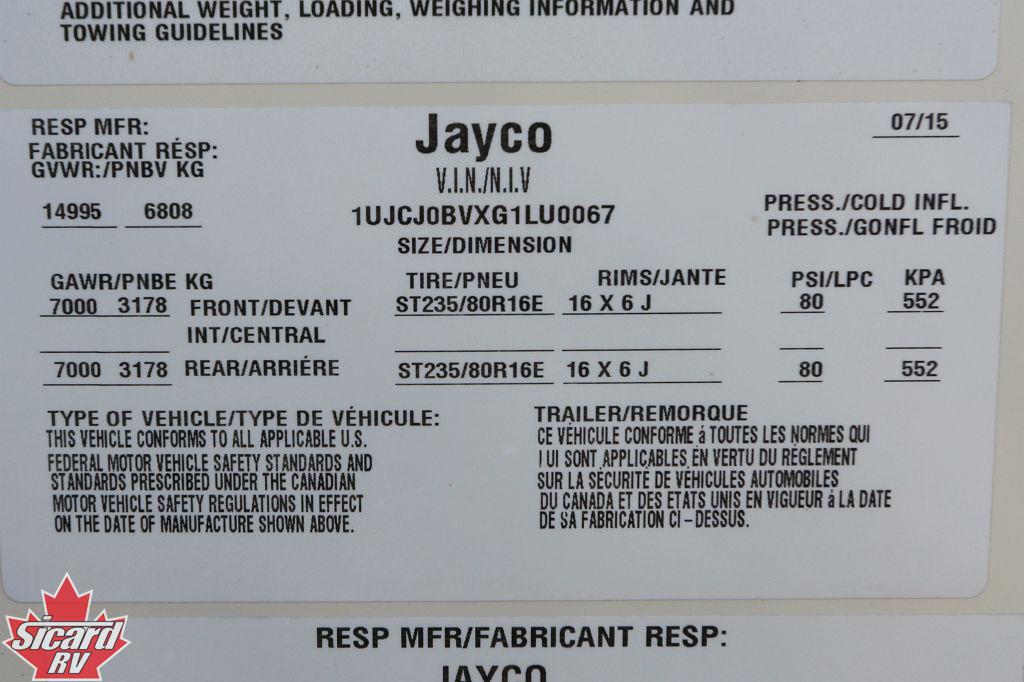 ADDITIONAL WEIGHT, LOADING, WEIGHING INFORMATION AND
TOWING GUIDELINES
RESP MFR:
FABRICANT RÉSP:
GVWR:/PNBV KG
14995 6808
Jayco
V.I.N./N.I.V
1UJCJ0BVXG1LU0067
SIZE/DIMENSION
07/15
PRESS./COLD INFL.
PRESS./GONFL FROID
GAWR/PNBE KG TIRE/PNEU RIMS/JANTE PSI/LPC KPA
7000 3178 FRONT/DEVANT ST235/80R16E 16 X 6 J 80 552
INT/CENTRAL
7000 3178 REAR/ARRIÉRE ST235/80R16E 16 X 6 J 80 552
TYPE OF VEHICLE/TYPE DE VÉHICULE:
THIS VEHICLE CONFORMS TO ALL APPLICABLE U.S.
FEDERAL MOTOR VEHICLE SAFETY STANDARDS AND
STANDARDS PRESCRIBED UNDER THE CANADIAN
MOTOR VEHICLE SAFETY REGULATIONS IN EFFECT
ON THE DATE OF MANUFACTURE SHOWN ABOVE.
TRAILER/REMORQUE
CE VÉHICULE CONFORME á TOUTES LES NORMES QUI
I UI SONT APPLICABLES EN VERTU DU RÉGLEMENT
SUR LA SÉCURITÉ DE VÉHICULES AUTOMOBILES
DU CANADA ET DES ETATS UNIS EN VIGUEUR á LA DATE
DE SA FABRICATION CI-DESSUS.
RESP MFR/FABRICANT RESP:
JAYCO
Sicard
RV